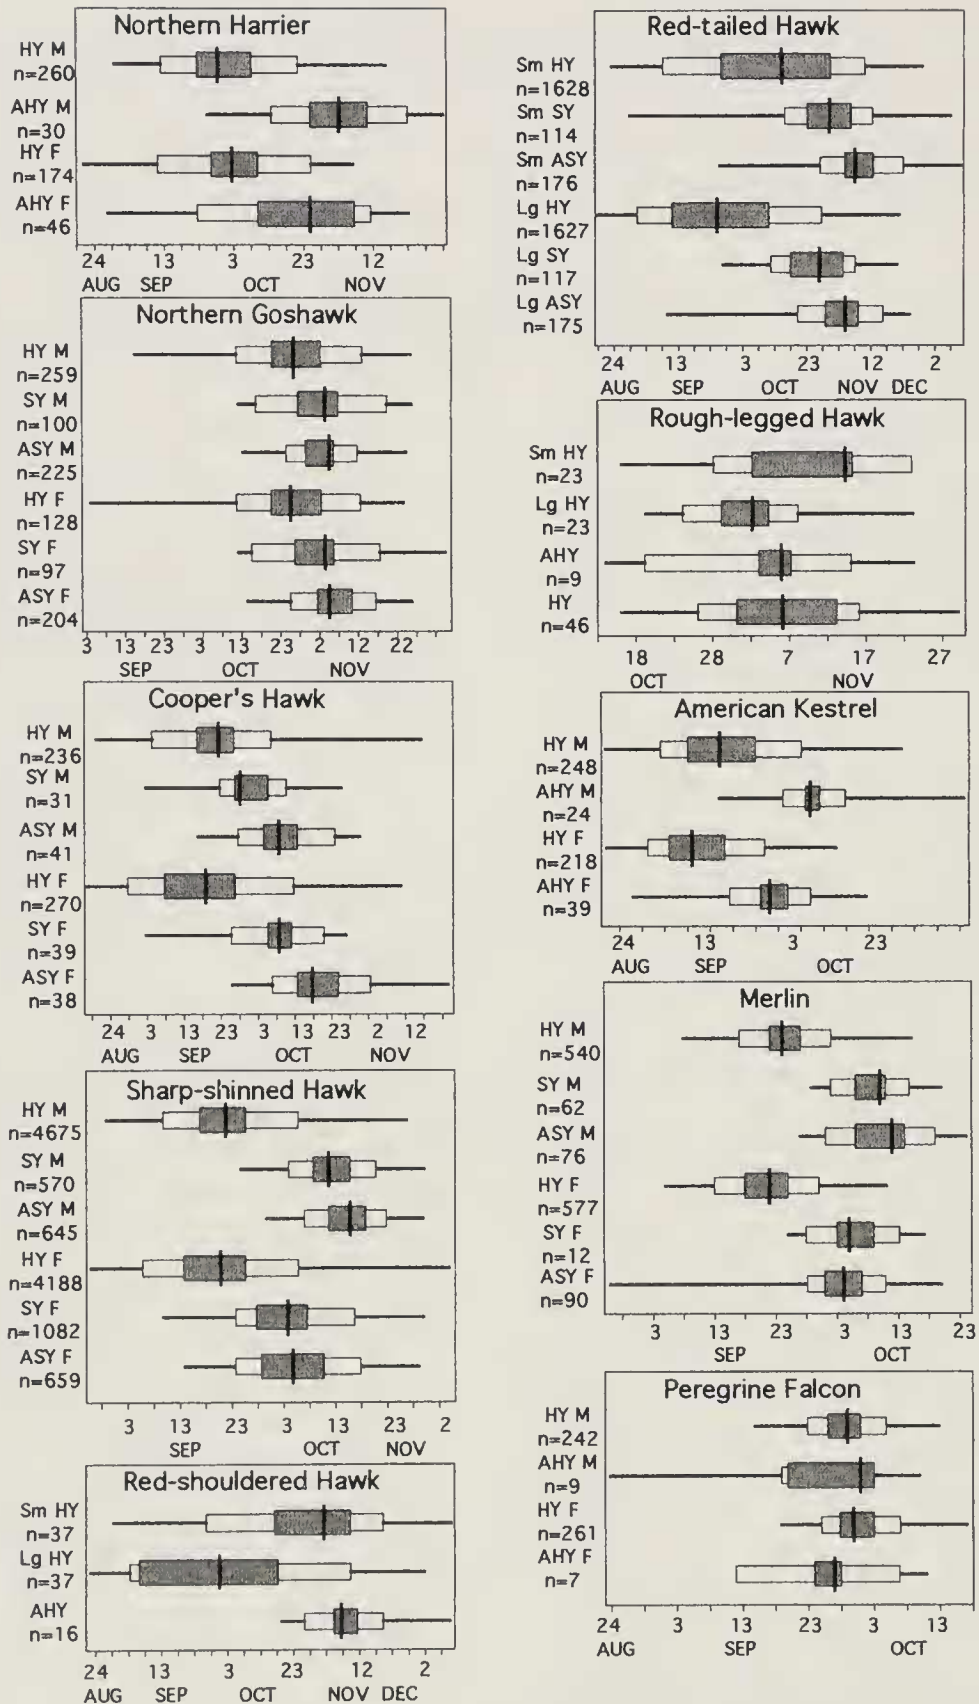 Northern Harrier
HY M
n=260
AHY M
n=30
HY F
n=174
AHY F
n=46
24 13 3 23 12
AUG SEP OCT NOV
Northern Goshawk
HY M
n=259
SY M
n=100
ASY M
n=225
HY F
n=128
SY F
n=97
ASY F
n=204
3 13 23 3 13 23 2 12 22
SEP OCT NOV
Cooper's Hawk
HY M
n=236
SY M
n=31
ASY M
n=41
HY F
n=270
SY F
n=39
ASY F
n=38
24 3 13 23 3 13 23 2 12
AUG SEP OCT NOV
Sharp-shinned Hawk
HY M
n=4675
SY M
n=570
ASY M
n=645
HY F
n=4188
SY F
n=1082
ASY F
n=659
3 13 23 3 13 23 2
SEP OCT NOV
Red-shouldered Hawk
Sm HY
n=37
Lg HY
n=37
AHY
n=16
24 13 3 23 12 2
AUG SEP OCT NOV DEC
Red-tailed Hawk
Sm HY
n=1628
Sm SY
n=114
Sm ASY
n=176
Lg HY
n=1627
Lg SY
n=117
Lg ASY
n=175
24 13 3 23 12 2
AUG SEP OCT NOV DEC
Rough-legged Hawk
Sm HY
n=23
Lg HY
n=23
AHY
n=9
HY
n=46
18 28 7 17 27
OCT NOV
American Kestrel
HY M
n=248
AHY M
n=24
HY F
n=218
AHY F
n=39
24 13 3 23
AUG SEP OCT
Merlin
HY M
n=540
SY M
n=62
ASY M
n=76
HY F
n=577
SY F
n=12
ASY F
n=90
3 13 23 3 13 23
SEP OCT
Peregrine Falcon
HY M
n=242
AHY M
n=9
HY F
n=261
AHY F
n=7
24 3 13 23 3 13
AUG SEP OCT